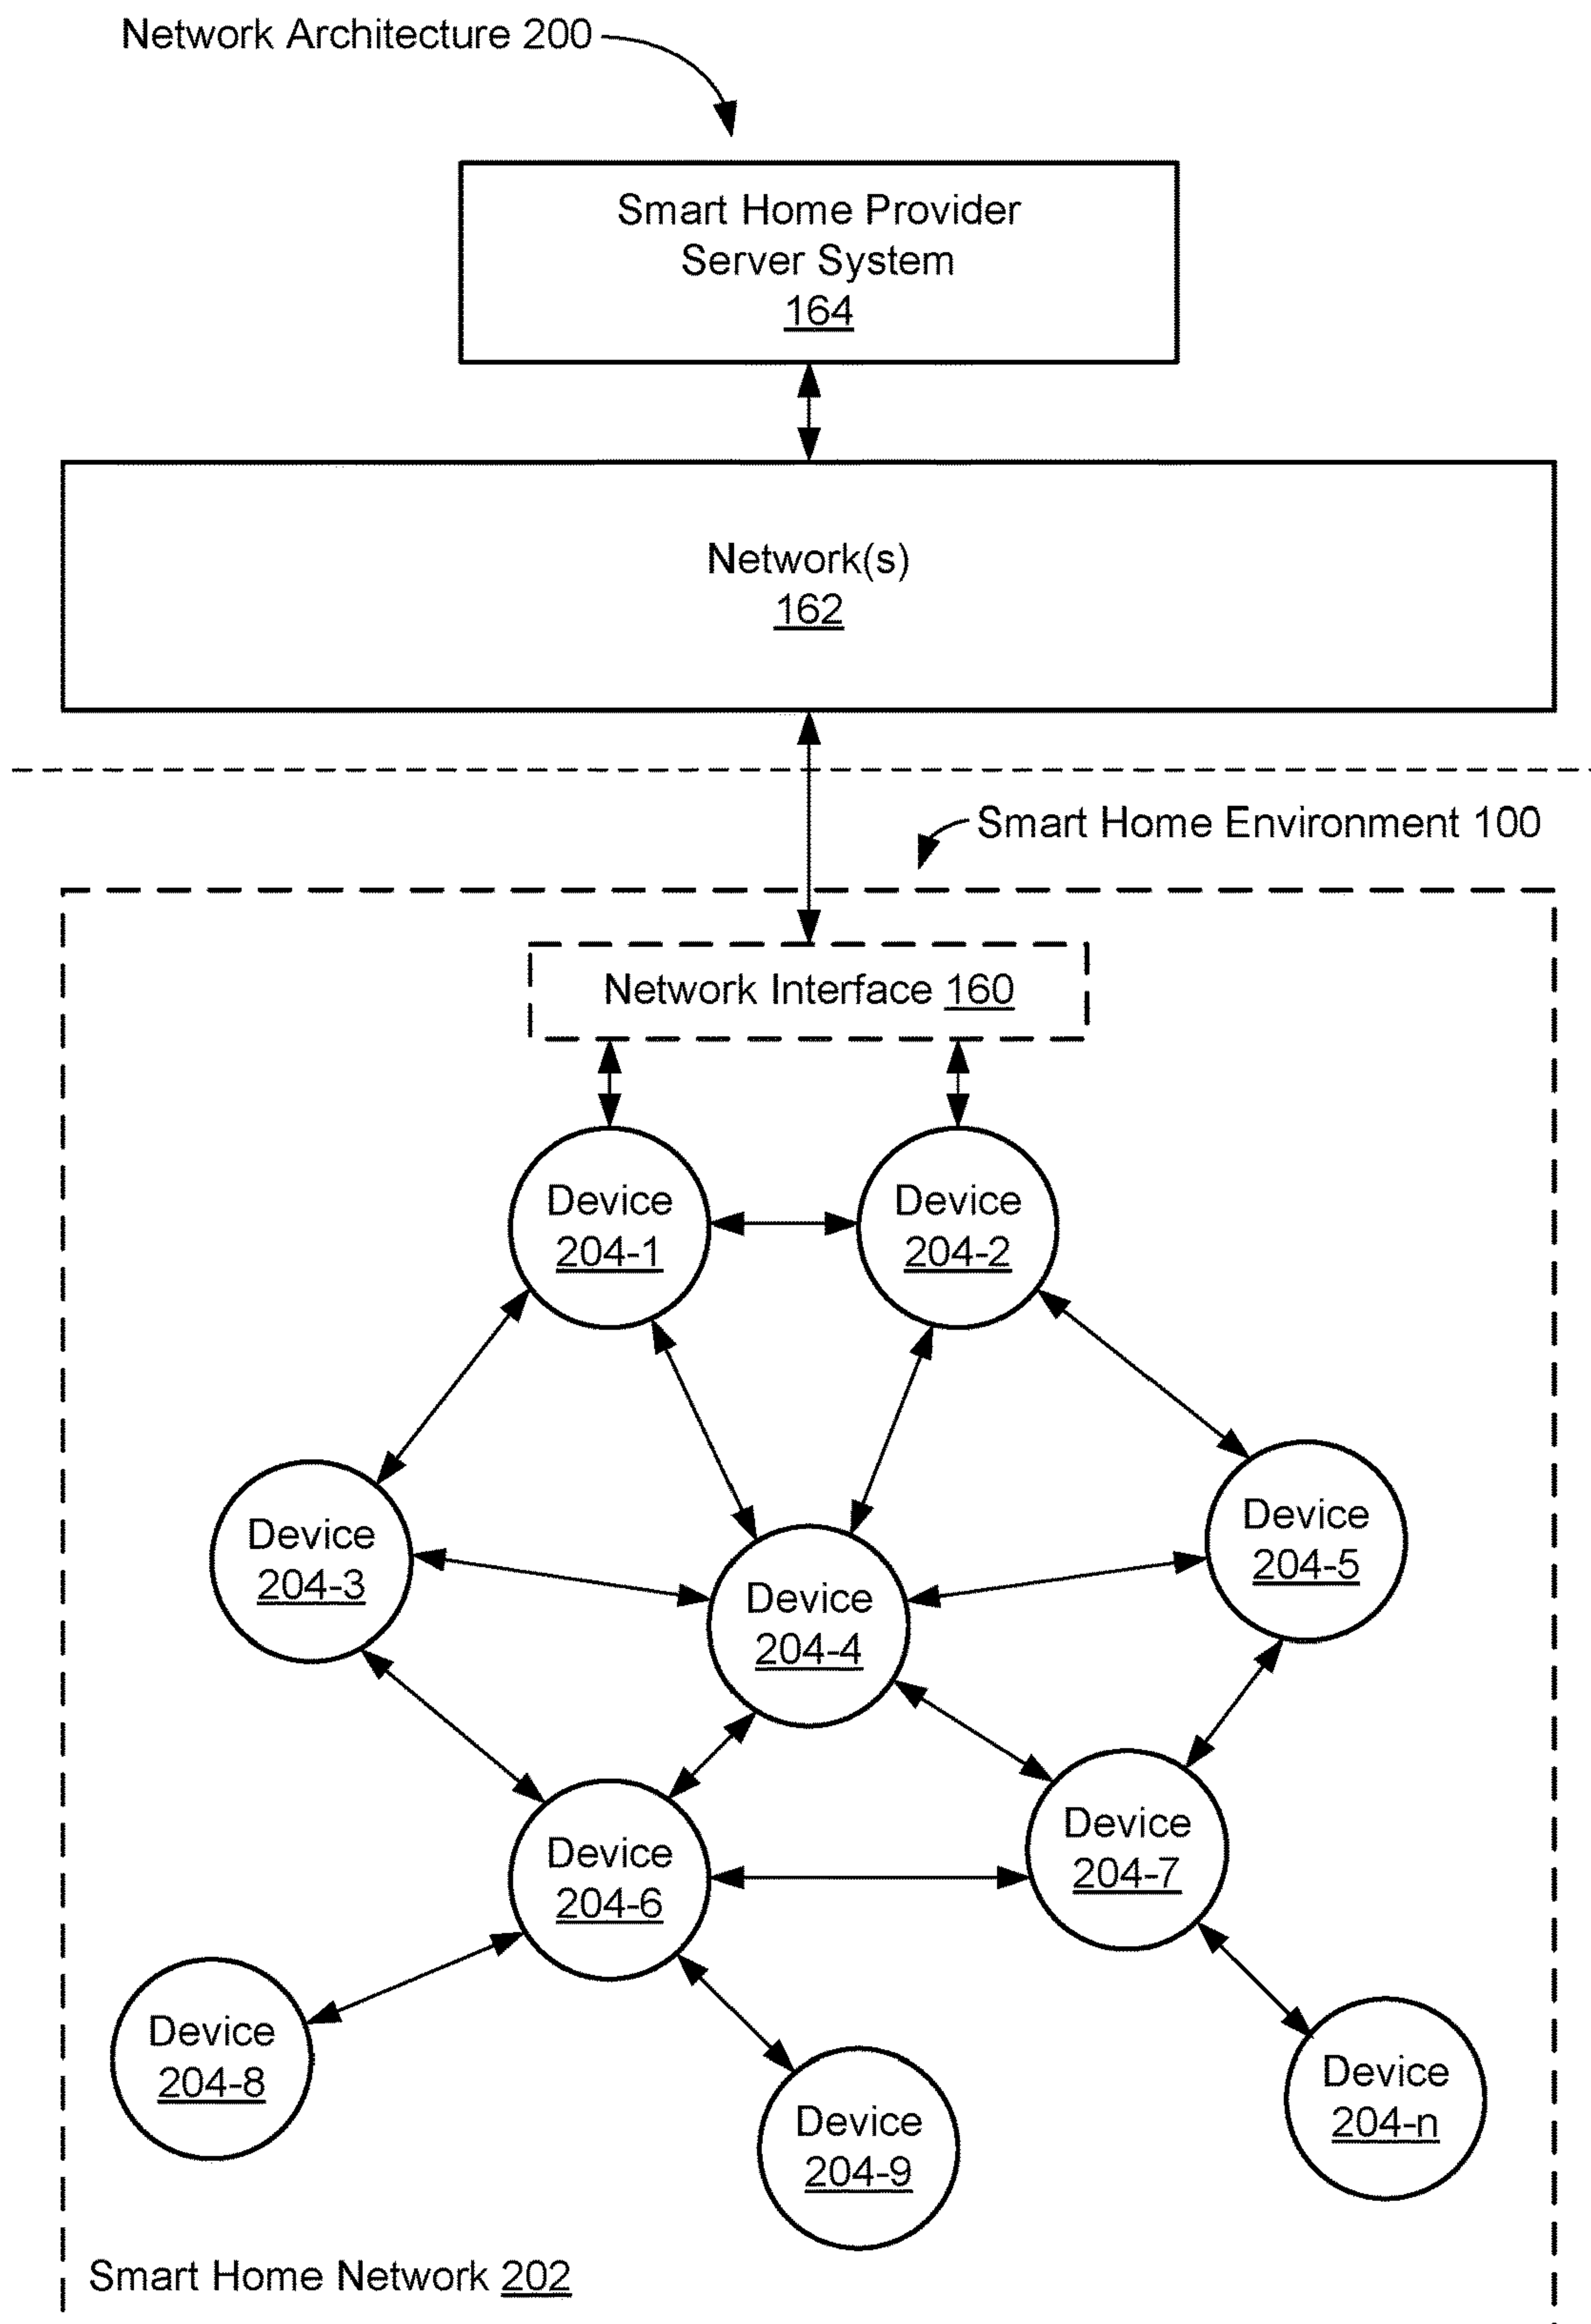 Network Architecture 200
Smart Home Provider
Server System
164
Network(s)
162
Smart Home Environment 100
Network Interface 160
Device
204-1
Device
204-2
Device
204-3
Device
204-4
Device
204-5
Device
204-6
Device
204-7
Device
204-8
Device
204-9
Device
204-n
Smart Home Network 202